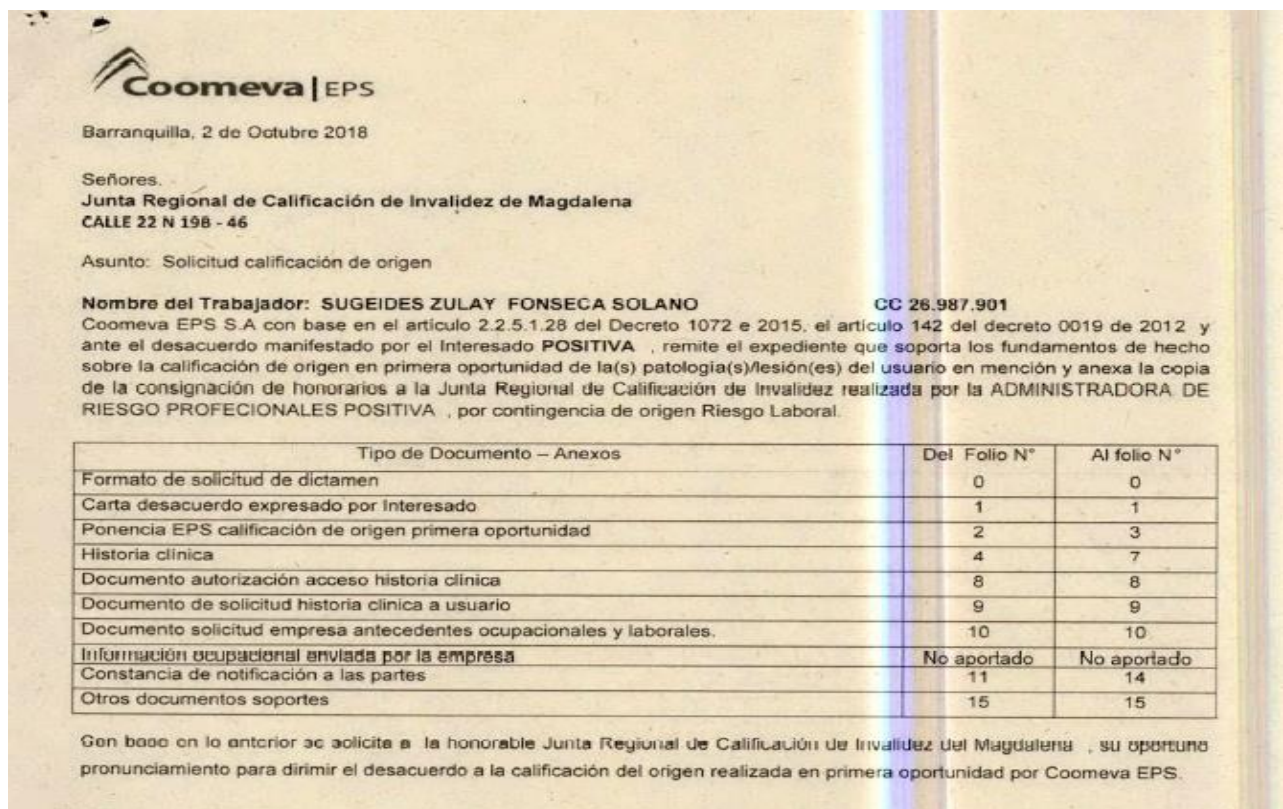 Coomeva | EPS
Barranquilla, 2 de Octubre 2018
Señores.
Junta Regional de Calificación de Invalidez de Magdalena
CALLE 22 N 19B - 46
Asunto: Solicitud calificación de origen
Nombre del Trabajador: SUGEIDES ZULAY FONSECA SOLANO CC 26.987.901
Coomeva EPS S.A con base en el articulo 2.2.5.1.28 del Decreto 1072 e 2015, el artículo 142 del decreto 0019 de 2012 y
ante el desacuerdo manifestado por el Interesado POSITIVA , remite el expediente que soporta los fundamentos de hecho
sobre la calificación de origen en primera oportunidad de la(s) patología(s)/lesión(es) del usuario en mención y anexa la copia
de la consignación de honorarios a la Junta Regional de Calificación de Invalidez realizada por la ADMINISTRADORA DE
RIESGO PROFECIONALES POSITIVA , por contingencia de origen Riesgo Laboral.
Tipo de Documento – Anexos Del Folio N° Al folio N°
Formato de solicitud de dictamen 0 0
Carta desacuerdo expresado por Interesado 1 1
Ponencia EPS calificación de origen primera oportunidad 2 3
Historia clínica 4 7
Documento autorización acceso historia clínica 8 8
Documento de solicitud historia clinica a usuario 9 9
Documento solicitud empresa antecedentes ocupacionales y laborales. 10 10
Información ocupacional enviada por la empresa No aportado No aportado
Constancia de notificación a las partes 11 14
Otros documentos soportes 15 15
Con base en lo anterior se solicita a la honorable Junta Regional de Calificación de Invalidez del Magdalena , su oportuno
pronunciamiento para dirimir el desacuerdo a la calificación del origen realizada en primera oportunidad por Coomeva EPS.